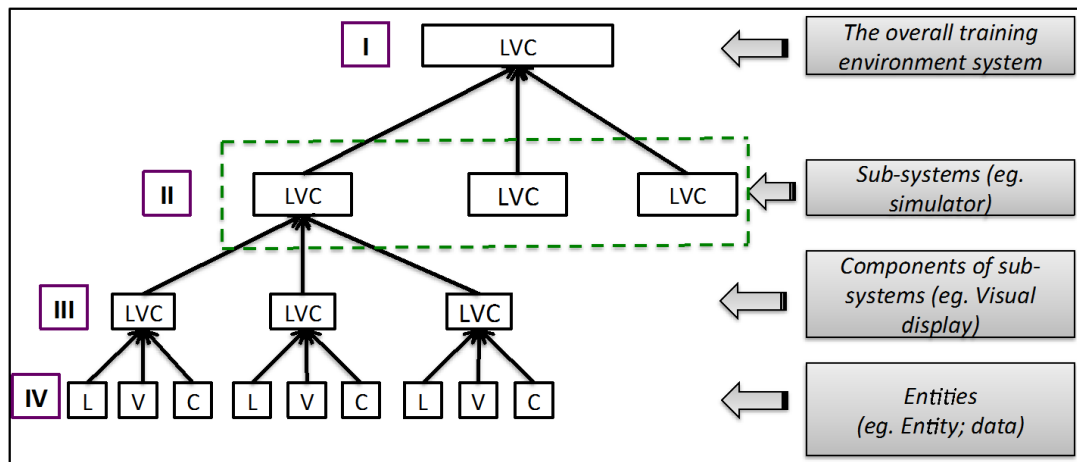 I
LVC
The overall training
environment system
II
LVC
LVC
LVC
Sub-systems (eg.
simulator)
III
LVC
LVC
LVC
Components of sub-
systems (eg. Visual
display)
IV
L
V
C
L
V
C
L
V
C
Entities
(eg. Entity; data)